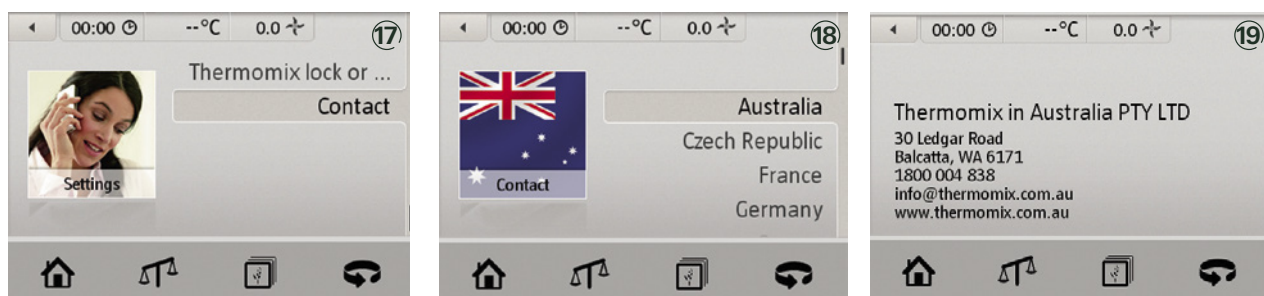 00:00 --°C 0.0 ⑰
Thermomix lock or ...
Contact
Settings
00:00 --°C 0.0 ⑱
Australia
Czech Republic
France
Germany
Contact
00:00 --°C 0.0 ⑲
Thermomix in Australia PTY LTD
30 Ledgar Road
Balcatta, WA 6171
1800 004 838
info@thermomix.com.au
www.thermomix.com.au